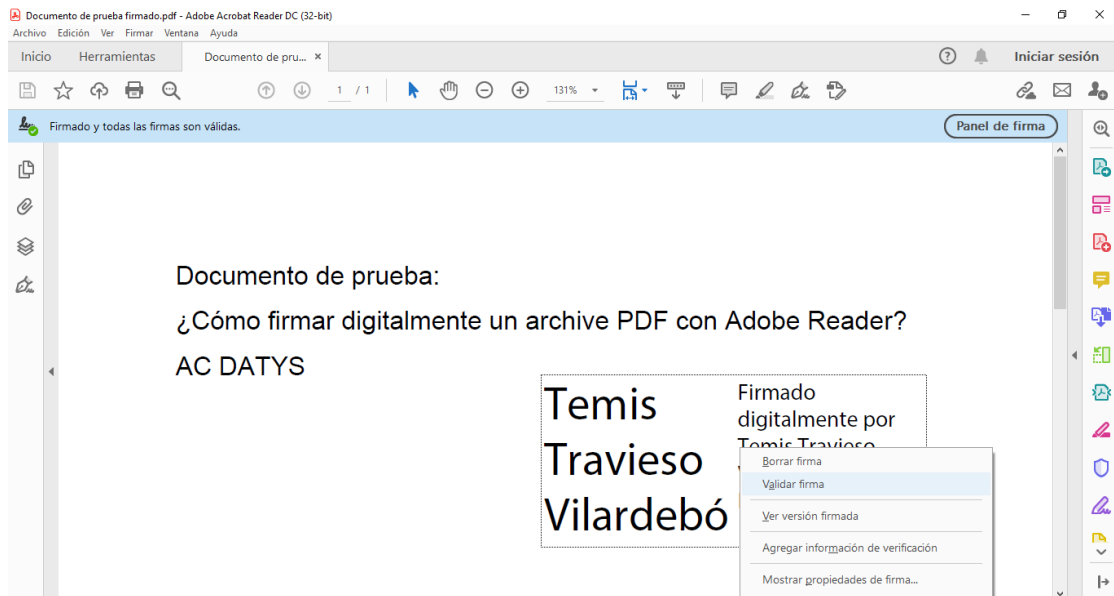 Documento de prueba firmado.pdf - Adobe Acrobat Reader DC (32-bit)
Archivo Edición Ver Firmar Ventana Ayuda
Inicio Herramientas Documento de pru... × Iniciar sesión
1 / 1 131%
Firmado y todas las firmas son válidas. Panel de firma
Documento de prueba:
¿Cómo firmar digitalmente un archive PDF con Adobe Reader?
AC DATYS
Temis
Travieso
Vilardebó
Firmado
digitalmente por
Temis Travieso
Borrar firma
Validar firma
Ver versión firmada
Agregar información de verificación
Mostrar propiedades de firma...